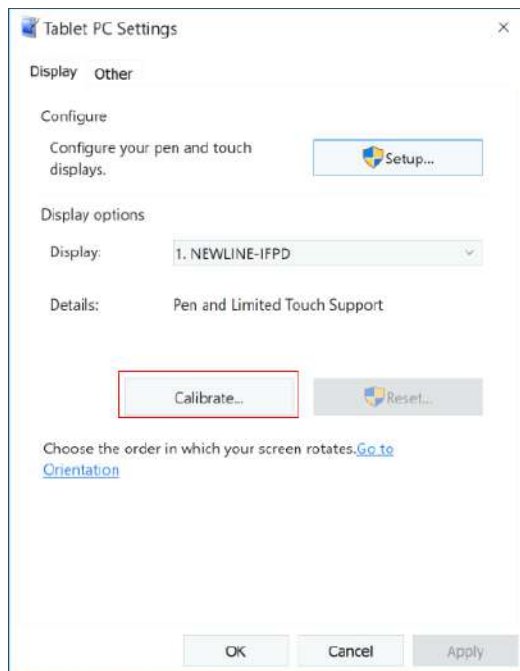 Tablet PC Settings
Display Other
Configure
Configure your pen and touch
displays.
Setup...
Display options
Display:
1. NEWLINE-IFPD
Details:
Pen and Limited Touch Support
Calibrate...
Reset...
Choose the order in which your screen rotates.Go to
Orientation
OK
Cancel
Apply